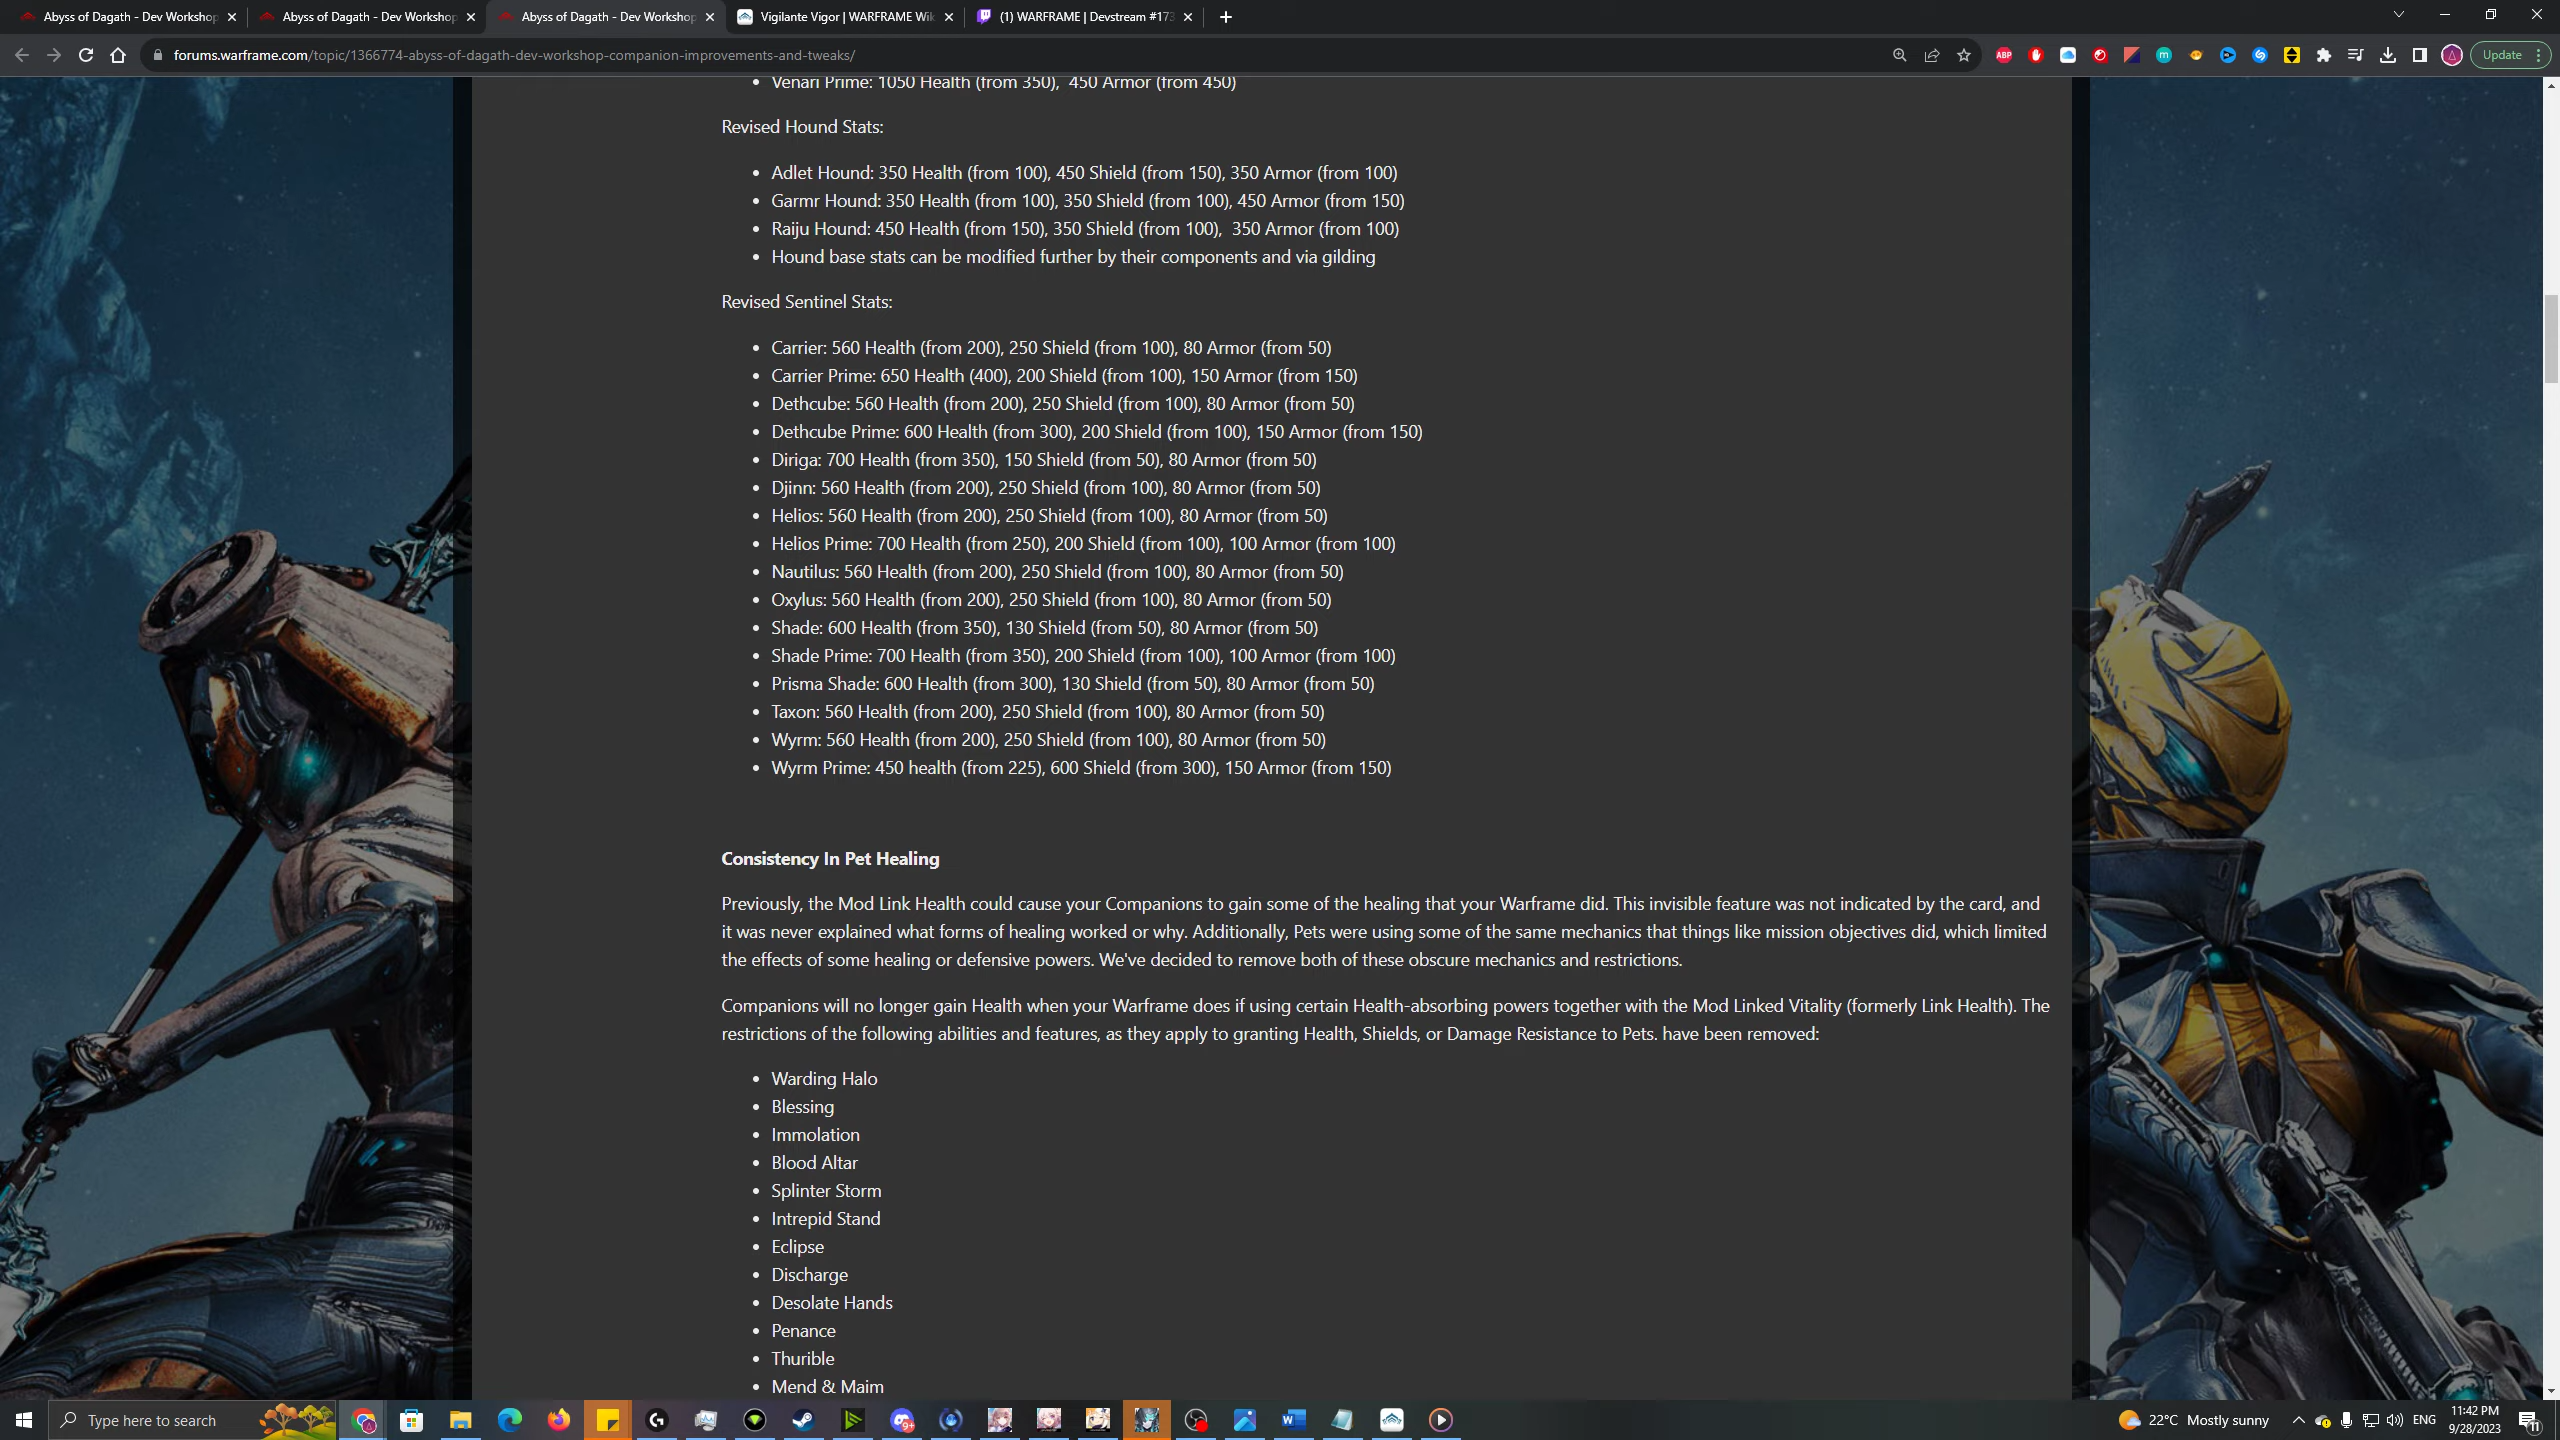 Abyss of Dagath - Dev Workshop
Abyss of Dagath - Dev Workshop
Abyss of Dagath - Dev Workshop
Vigilante Vigor | WARFRAME Wik
(1) WARFRAME | Devstream #173
forums.warframe.com/topic/1366774-abyss-of-dagath-dev-workshop-companion-improvements-and-tweaks/
ABP
Update
• Venari Prime: 1050 Health (from 350), 450 Armor (from 450)
Revised Hound Stats:
• Adlet Hound: 350 Health (from 100), 450 Shield (from 150), 350 Armor (from 100)
• Garmr Hound: 350 Health (from 100), 350 Shield (from 100), 450 Armor (from 150)
• Raiju Hound: 450 Health (from 150), 350 Shield (from 100), 350 Armor (from 100)
• Hound base stats can be modified further by their components and via gilding
Revised Sentinel Stats:
• Carrier: 560 Health (from 200), 250 Shield (from 100), 80 Armor (from 50)
• Carrier Prime: 650 Health (400), 200 Shield (from 100), 150 Armor (from 150)
• Dethcube: 560 Health (from 200), 250 Shield (from 100), 80 Armor (from 50)
• Dethcube Prime: 600 Health (from 300), 200 Shield (from 100), 150 Armor (from 150)
• Diriga: 700 Health (from 350), 150 Shield (from 50), 80 Armor (from 50)
• Djinn: 560 Health (from 200), 250 Shield (from 100), 80 Armor (from 50)
• Helios: 560 Health (from 200), 250 Shield (from 100), 80 Armor (from 50)
• Helios Prime: 700 Health (from 250), 200 Shield (from 100), 100 Armor (from 100)
• Nautilus: 560 Health (from 200), 250 Shield (from 100), 80 Armor (from 50)
• Oxylus: 560 Health (from 200), 250 Shield (from 100), 80 Armor (from 50)
• Shade: 600 Health (from 350), 130 Shield (from 50), 80 Armor (from 50)
• Shade Prime: 700 Health (from 350), 200 Shield (from 100), 100 Armor (from 100)
• Prisma Shade: 600 Health (from 300), 130 Shield (from 50), 80 Armor (from 50)
• Taxon: 560 Health (from 200), 250 Shield (from 100), 80 Armor (from 50)
• Wyrm: 560 Health (from 200), 250 Shield (from 100), 80 Armor (from 50)
• Wyrm Prime: 450 health (from 225), 600 Shield (from 300), 150 Armor (from 150)
Consistency In Pet Healing
Previously, the Mod Link Health could cause your Companions to gain some of the healing that your Warframe did. This invisible feature was not indicated by the card, and
it was never explained what forms of healing worked or why. Additionally, Pets were using some of the same mechanics that things like mission objectives did, which limited
the effects of some healing or defensive powers. We've decided to remove both of these obscure mechanics and restrictions.
Companions will no longer gain Health when your Warframe does if using certain Health-absorbing powers together with the Mod Linked Vitality (formerly Link Health). The
restrictions of the following abilities and features, as they apply to granting Health, Shields, or Damage Resistance to Pets. have been removed:
• Warding Halo
• Blessing
• Immolation
• Blood Altar
• Splinter Storm
• Intrepid Stand
• Eclipse
• Discharge
• Desolate Hands
• Penance
• Thurible
• Mend & Maim
Type here to search
9+
22°C Mostly sunny
ENG
11:42 PM
9/28/2023
11